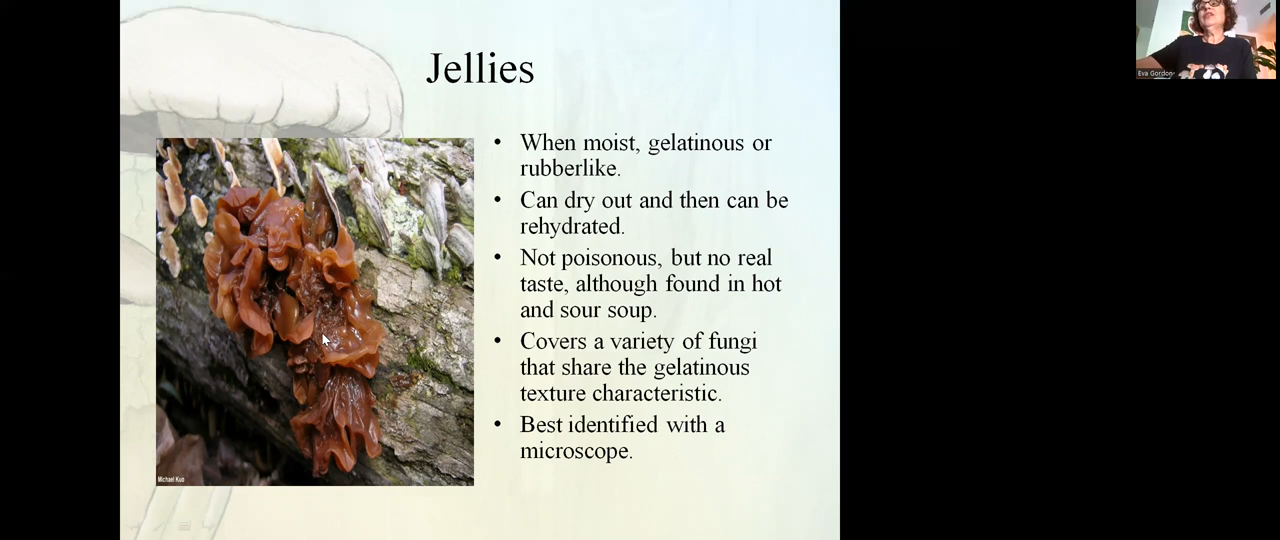 Jellies
• When moist, gelatinous or
rubberlike.
• Can dry out and then can be
rehydrated.
• Not poisonous, but no real
taste, although found in hot
and sour soup.
• Covers a variety of fungi
that share the gelatinous
texture characteristic.
• Best identified with a
microscope.
Michael Kuo
Eva Gordon